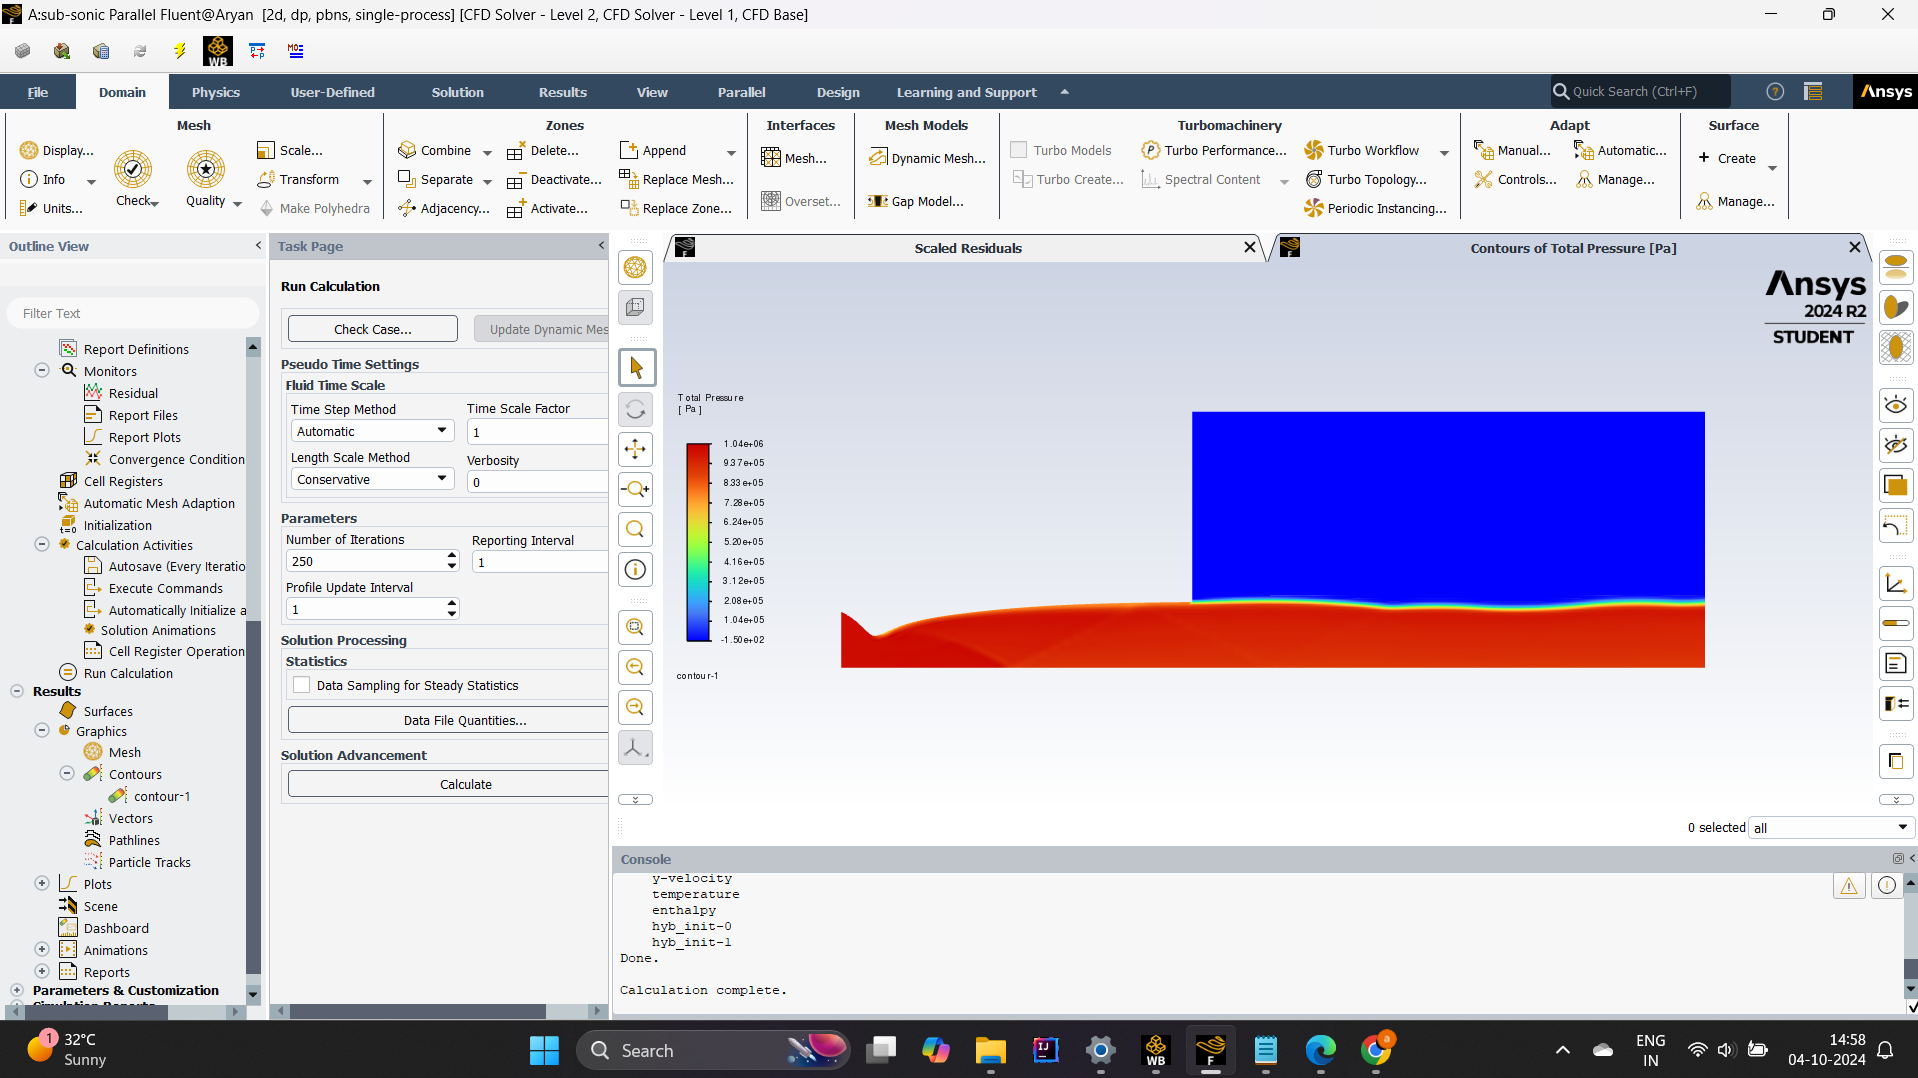 A:sub-sonic Parallel Fluent@Aryan [2d, dp, pbns, single-process] [CFD Solver - Level 2, CFD Solver - Level 1, CFD Base]
WB
File Domain Physics User-Defined Solution Results View Parallel Design Learning and Support
Quick Search (Ctrl+F)
Ansys
Mesh
Display...
Info
Units...
Check
Quality
Scale...
Transform
Make Polyhedra
Zones
Combine
Separate
Adjacency...
Delete...
Deactivate...
Activate...
Append
Replace Mesh...
Replace Zone...
Interfaces
Mesh...
Overset...
Mesh Models
Dynamic Mesh...
Gap Model...
Turbomachinery
Turbo Models
Turbo Create...
Turbo Performance...
Spectral Content
Turbo Workflow
Turbo Topology...
Periodic Instancing...
Adapt
Manual...
Controls...
Automatic...
Manage...
Surface
Create
Manage...
Outline View
Filter Text
Report Definitions
Monitors
Residual
Report Files
Report Plots
Convergence Condition
Cell Registers
Automatic Mesh Adaption
Initialization
Calculation Activities
Autosave (Every Iteratio
Execute Commands
Automatically Initialize a
Solution Animations
Cell Register Operation
Run Calculation
Results
Surfaces
Graphics
Mesh
Contours
contour-1
Vectors
Pathlines
Particle Tracks
Plots
Scene
Dashboard
Animations
Reports
Parameters & Customization
Task Page
Run Calculation
Check Case...
Update Dynamic Mes
Pseudo Time Settings
Fluid Time Scale
Time Step Method
Time Scale Factor
Automatic
1
Length Scale Method
Verbosity
Conservative
0
Parameters
Number of Iterations
Reporting Interval
250
1
Profile Update Interval
1
Solution Processing
Statistics
Data Sampling for Steady Statistics
Data File Quantities...
Solution Advancement
Calculate
Scaled Residuals
Contours of Total Pressure [Pa]
Ansys
2024 R2
STUDENT
Total Pressure
[ Pa ]
1.04e+06
9.37e+05
8.33e+05
7.28e+05
6.24e+05
5.20e+05
4.16e+05
3.12e+05
2.08e+05
1.04e+05
-1.50e+02
contour-1
0 selected all
Console
y-velocity
temperature
enthalpy
hyb_init-0
hyb_init-1
Done.
Calculation complete.
1
32°C
Sunny
Search
WB
ENG
IN
14:58
04-10-2024